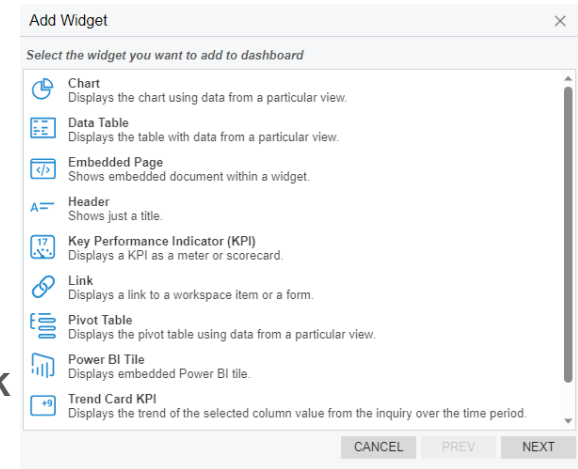 Add Widget
Select the widget you want to add to dashboard
Chart
Displays the chart using data from a particular view.
Data Table
Displays the table with data from a particular view.
Embedded Page
Shows embedded document within a widget.
Header
Shows just a title.
Key Performance Indicator (KPI)
Displays a KPI as a meter or scorecard.
Link
Displays a link to a workspace item or a form.
Pivot Table
Displays the pivot table using data from a particular view.
Power BI Tile
Displays embedded Power BI tile.
Trend Card KPI
Displays the trend of the selected column value from the inquiry over the time period.
CANCEL PREV NEXT